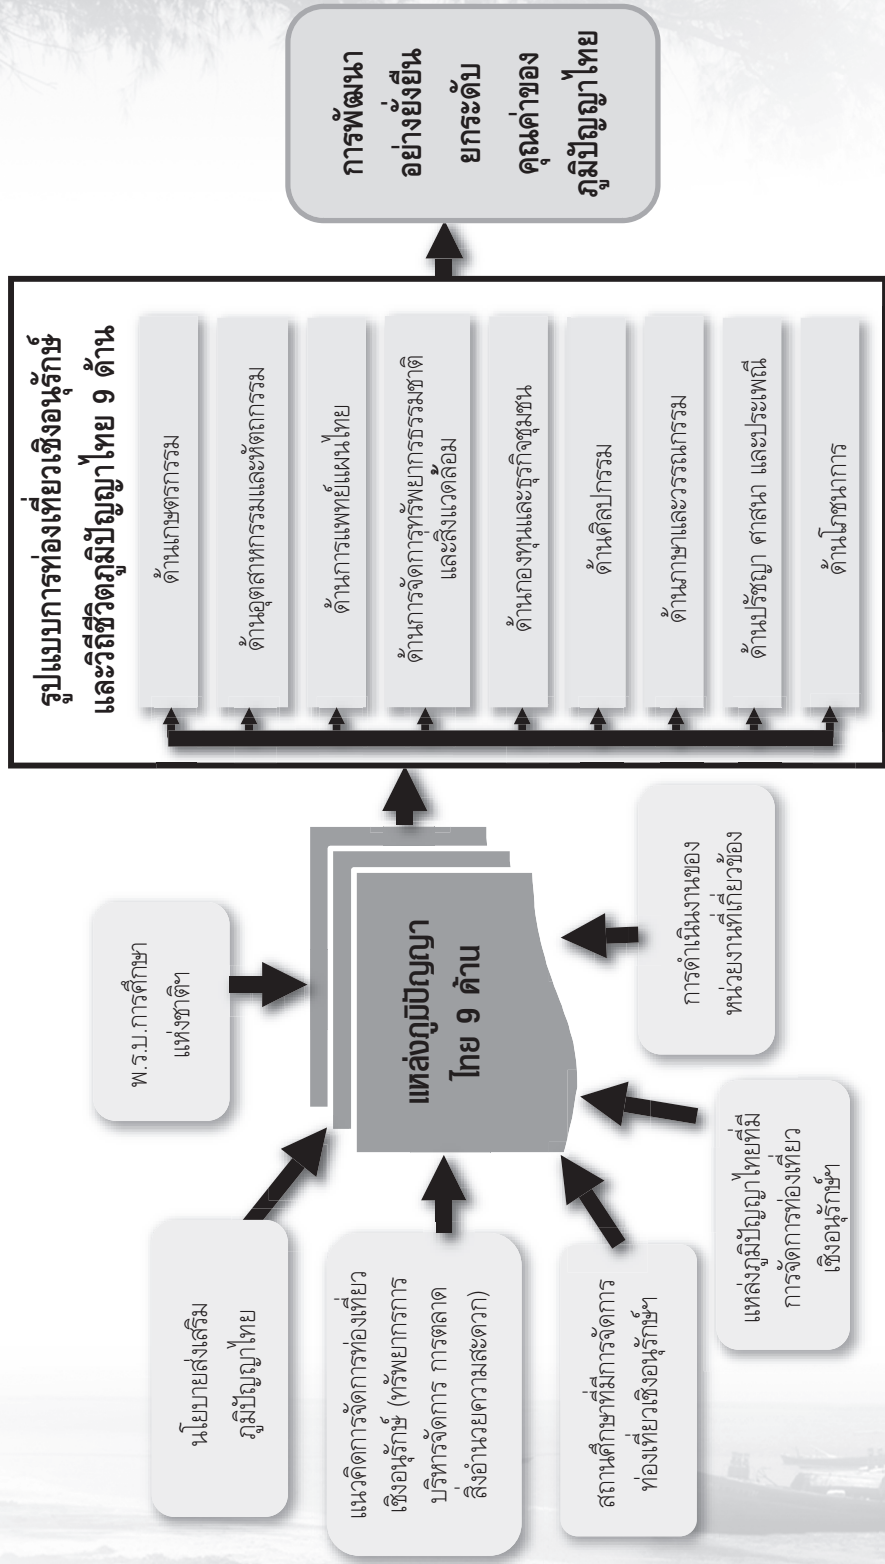 นโยบายส่งเสริม
ภูมิปัญญาไทย
พ.ร.บ.การศึกษา
แห่งชาติฯ
แนวคิดการจัดการท่องเที่ยว
เชิงอนุรักษ์ (ทรัพยากรการ
บริหารจัดการ การตลาด
สิ่งอำนวยความสะดวก)
สถานศึกษาที่มีการจัดการ
ท่องเที่ยวเชิงอนุรักษ์ฯ
แหล่งภูมิปัญญาไทยที่มี
การจัดการท่องเที่ยว
เชิงอนุรักษ์ฯ
การดำเนินงานของ
หน่วยงานที่เกี่ยวข้อง
แหล่งภูมิปัญญา
ไทย 9 ด้าน
รูปแบบการท่องเที่ยวเชิงอนุรักษ์
และวิถีชีวิตภูมิปัญญาไทย 9 ด้าน
ด้านเกษตรกรรม
ด้านอุตสาหกรรมและหัตถกรรม
ด้านการแพทย์แผนไทย
ด้านการจัดการทรัพยากรธรรมชาติ
และสิ่งแวดล้อม
ด้านกองทุนและธุรกิจชุมชน
ด้านศิลปกรรม
ด้านภาษาและวรรณกรรม
ด้านปรัชญา ศาสนา และประเพณี
ด้านโภชนาการ
การพัฒนา
อย่างยั่งยืน
ยกระดับ
คุณค่าของ
ภูมิปัญญาไทย